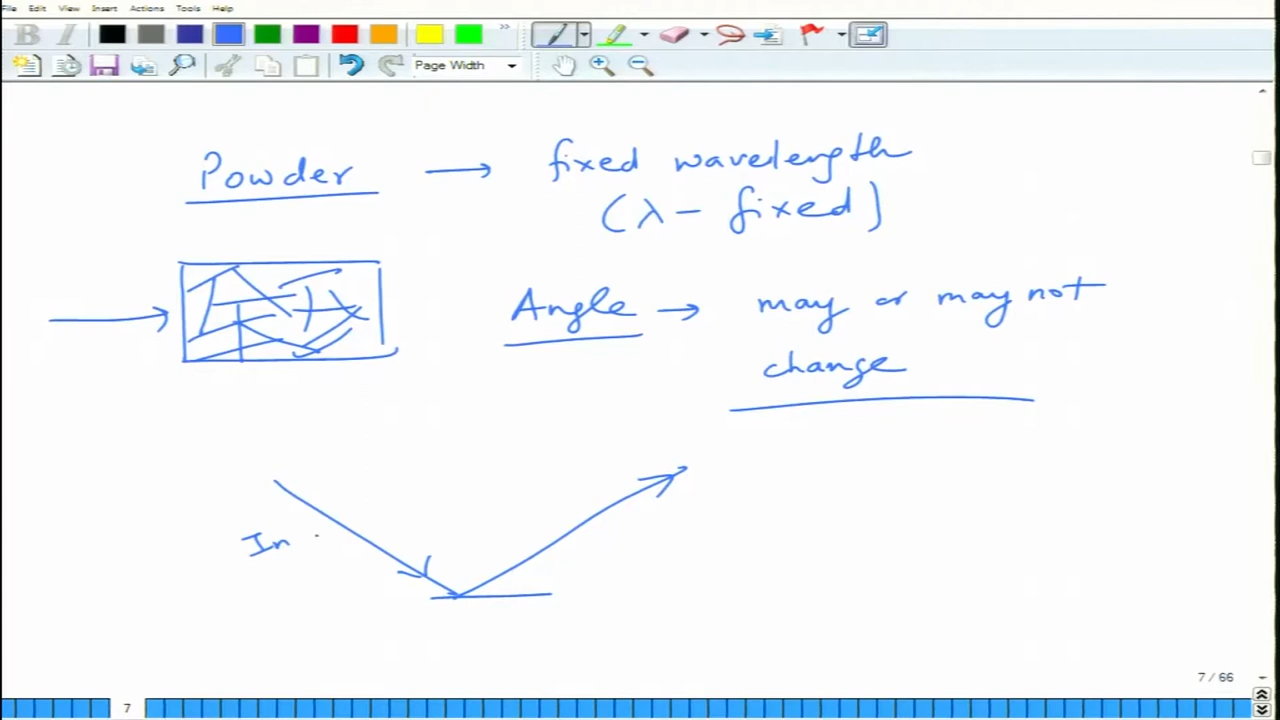 File Edit View Insert Actions Tools Help
B I
Page Width
Powder → fixed wavelength
(λ – fixed)
Angle → may or may not
change
In
7 / 66
7